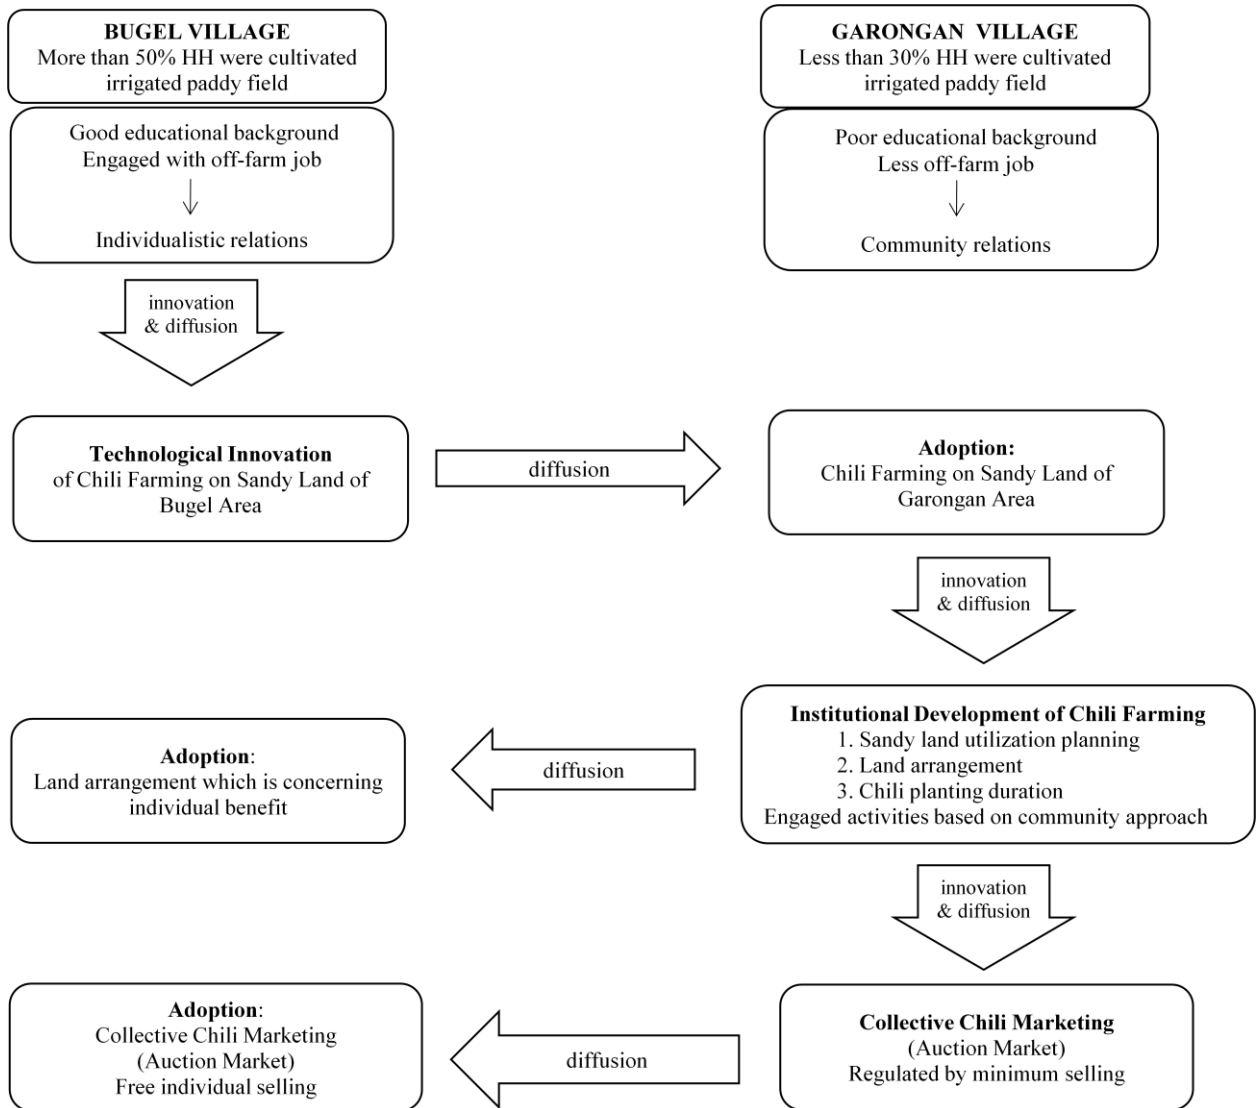 BUGEL VILLAGE
More than 50% HH were cultivated
irrigated paddy field
GARONGAN VILLAGE
Less than 30% HH were cultivated
irrigated paddy field
Good educational background
Engaged with off-farm job
Individualistic relations
Poor educational background
Less off-farm job
Community relations
innovation
& diffusion
Technological Innovation
of Chili Farming on Sandy Land of
Bugel Area
diffusion
Adoption:
Chili Farming on Sandy Land of
Garongan Area
innovation
& diffusion
Institutional Development of Chili Farming
1. Sandy land utilization planning
2. Land arrangement
3. Chili planting duration
Engaged activities based on community approach
diffusion
Adoption:
Land arrangement which is concerning
individual benefit
innovation
& diffusion
Collective Chili Marketing
(Auction Market)
Regulated by minimum selling
diffusion
Adoption:
Collective Chili Marketing
(Auction Market)
Free individual selling